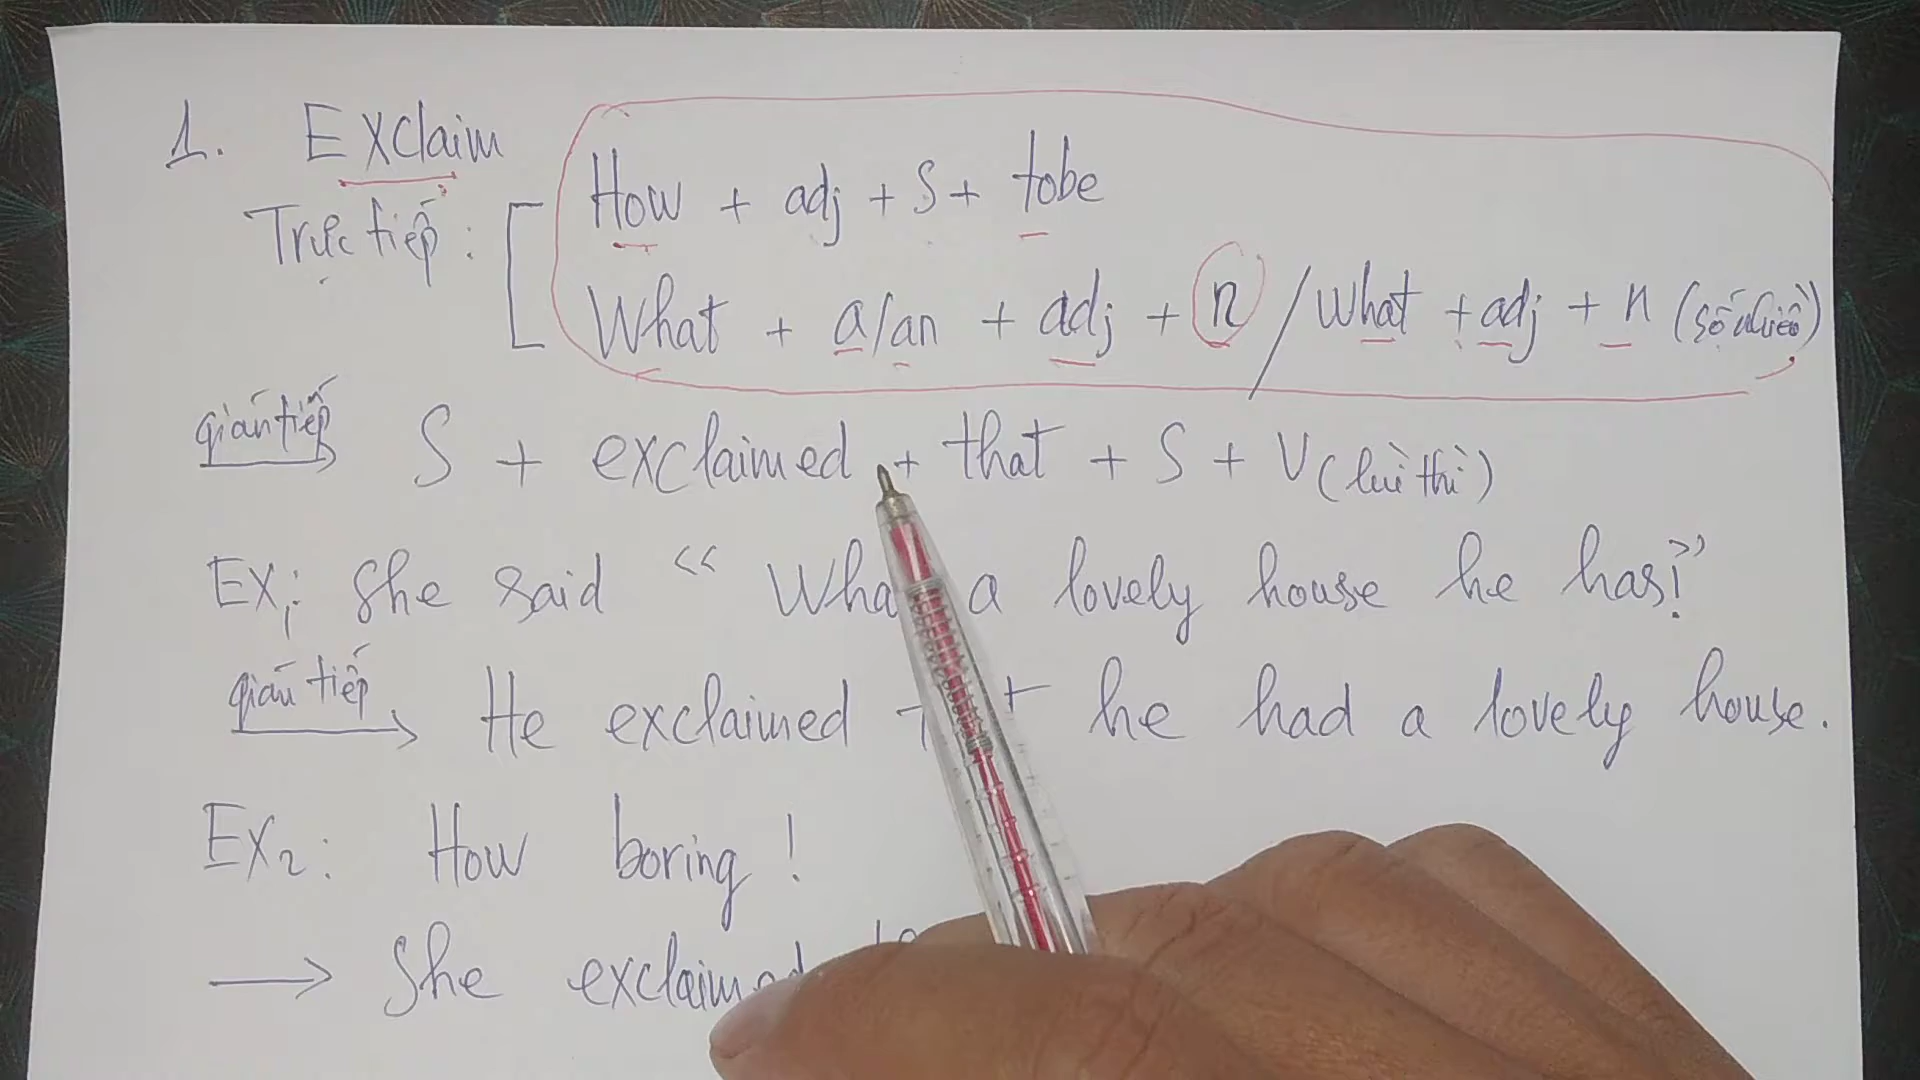 1. Exclaim
How + adj + S + tobe
Trực tiếp:
What + a/an + adj + n / what + adj + n (số nhiều)
gián tiếp
S + exclaimed + that + S + V (lùi thì)
EX1: She said “ What a lovely house he has!”
gián tiếp
He exclaimed he had a lovely house.
EX2: How boring !
→ She exclaimed